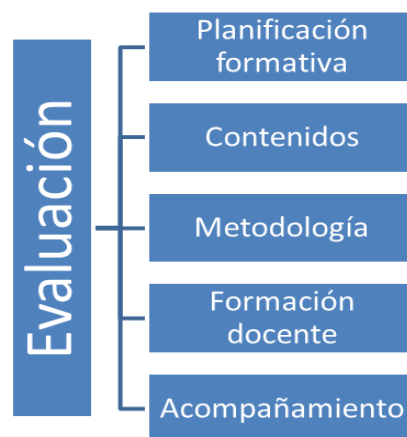 Evaluación
Planificación
formativa
Contenidos
Metodología
Formación
docente
Acompañamiento